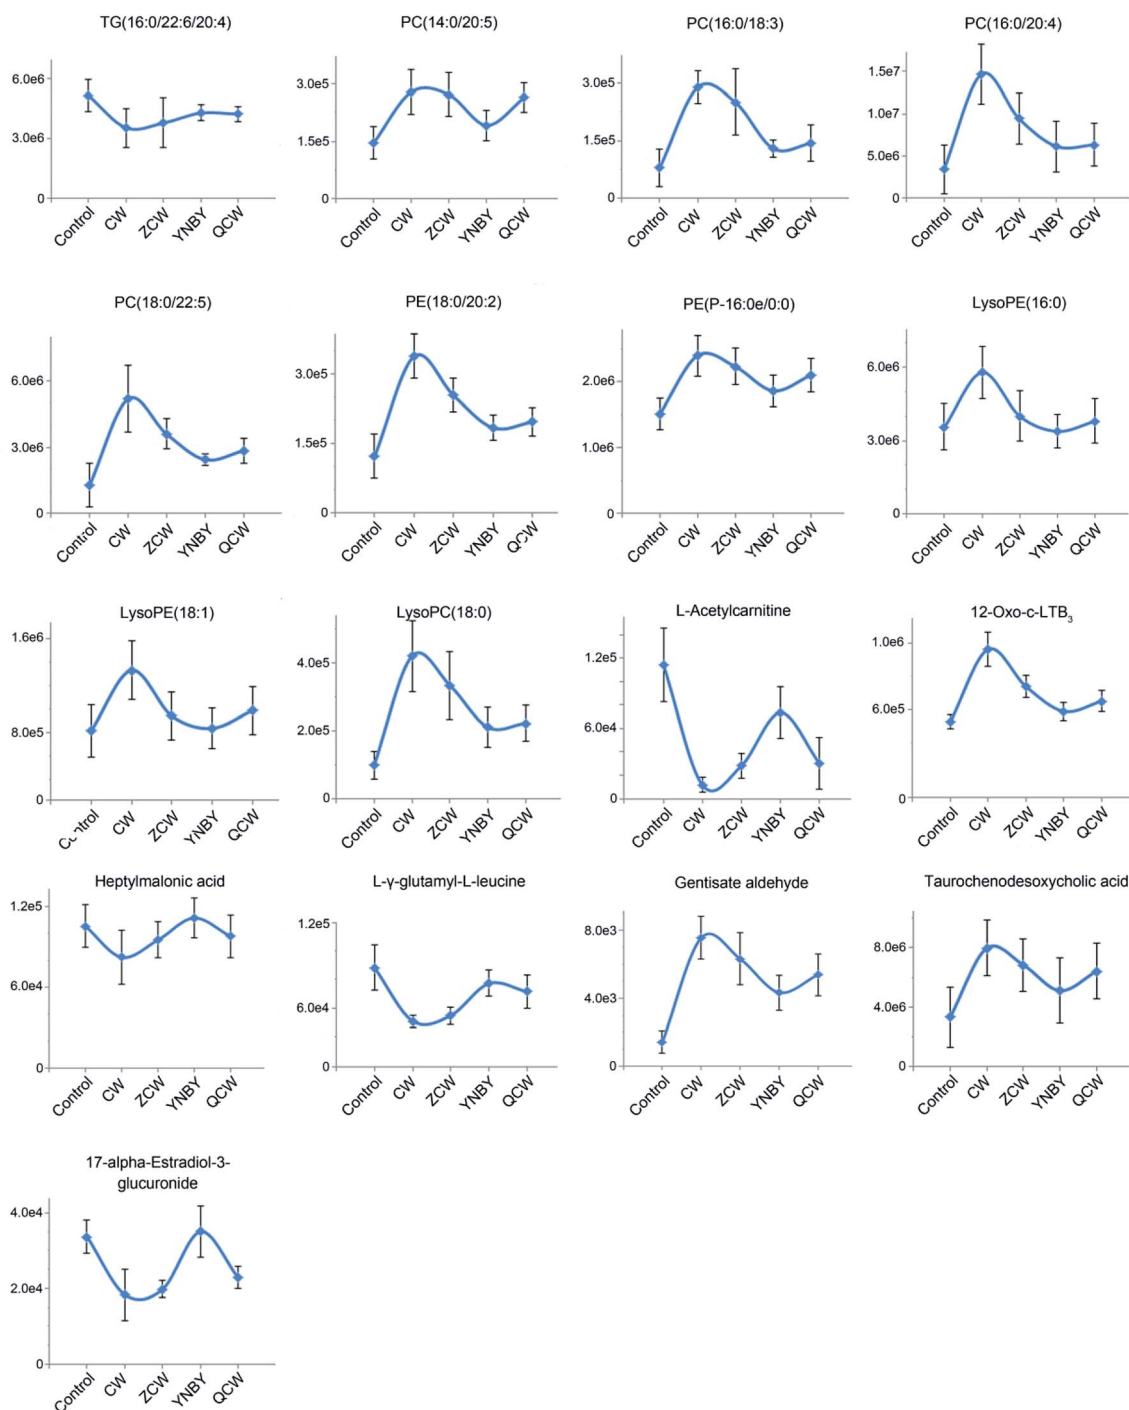 TG(16:0/22:6/20:4)
6.0e6
3.0e6
0
Control
CW
ZCW
YNBY
QCW
PC(14:0/20:5)
3.0e5
1.5e5
0
Control
CW
ZCW
YNBY
QCW
PC(16:0/18:3)
3.0e5
1.5e5
0
Control
CW
ZCW
YNBY
QCW
PC(16:0/20:4)
1.5e7
1.0e7
5.0e6
0
Control
CW
ZCW
YNBY
QCW
PC(18:0/22:5)
6.0e6
3.0e6
0
Control
CW
ZCW
YNBY
QCW
PE(18:0/20:2)
3.0e5
1.5e5
0
Control
CW
ZCW
YNBY
QCW
PE(P-16:0e/0:0)
2.0e6
1.0e6
0
Control
CW
ZCW
YNBY
QCW
LysoPE(16:0)
6.0e6
3.0e6
0
Control
CW
ZCW
YNBY
QCW
LysoPE(18:1)
1.6e6
8.0e5
0
Control
CW
ZCW
YNBY
QCW
LysoPC(18:0)
4.0e5
2.0e5
0
Control
CW
ZCW
YNBY
QCW
L-Acetylcarnitine
1.2e5
6.0e4
0
Control
CW
ZCW
YNBY
QCW
12-Oxo-c-LTB₃
1.0e6
6.0e5
0
Control
CW
ZCW
YNBY
QCW
Heptylmalonic acid
1.2e5
6.0e4
0
Control
CW
ZCW
YNBY
QCW
L-γ-glutamyl-L-leucine
1.2e5
6.0e4
0
Control
CW
ZCW
YNBY
QCW
Gentisate aldehyde
8.0e3
4.0e3
0
Control
CW
ZCW
YNBY
QCW
Taurochenodesoxycholic acid
8.0e6
4.0e6
0
Control
CW
ZCW
YNBY
QCW
17-alpha-Estradiol-3-
glucuronide
4.0e4
2.0e4
0
Control
CW
ZCW
YNBY
QCW